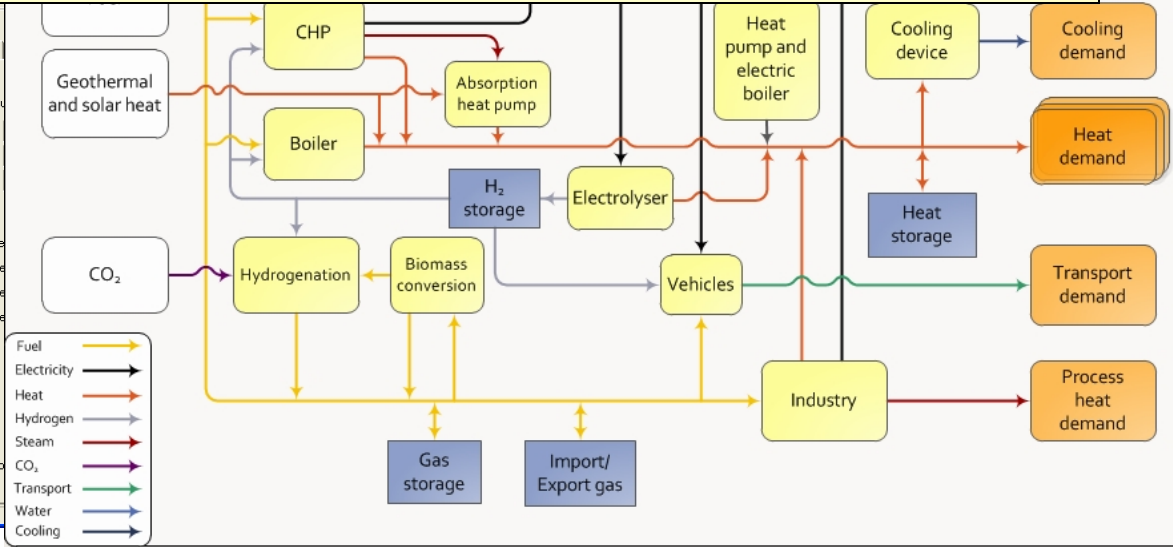 CHP
Heat
pump and
electric
boiler
Cooling
device
Cooling
demand
Geothermal
and solar heat
Absorption
heat pump
Boiler
Heat
demand
H₂
storage
Electrolyser
Heat
storage
CO₂
Hydrogenation
Biomass
conversion
Vehicles
Transport
demand
Fuel
Electricity
Heat
Hydrogen
Steam
CO₂
Transport
Water
Cooling
Industry
Process
heat
demand
Gas
storage
Import/
Export gas